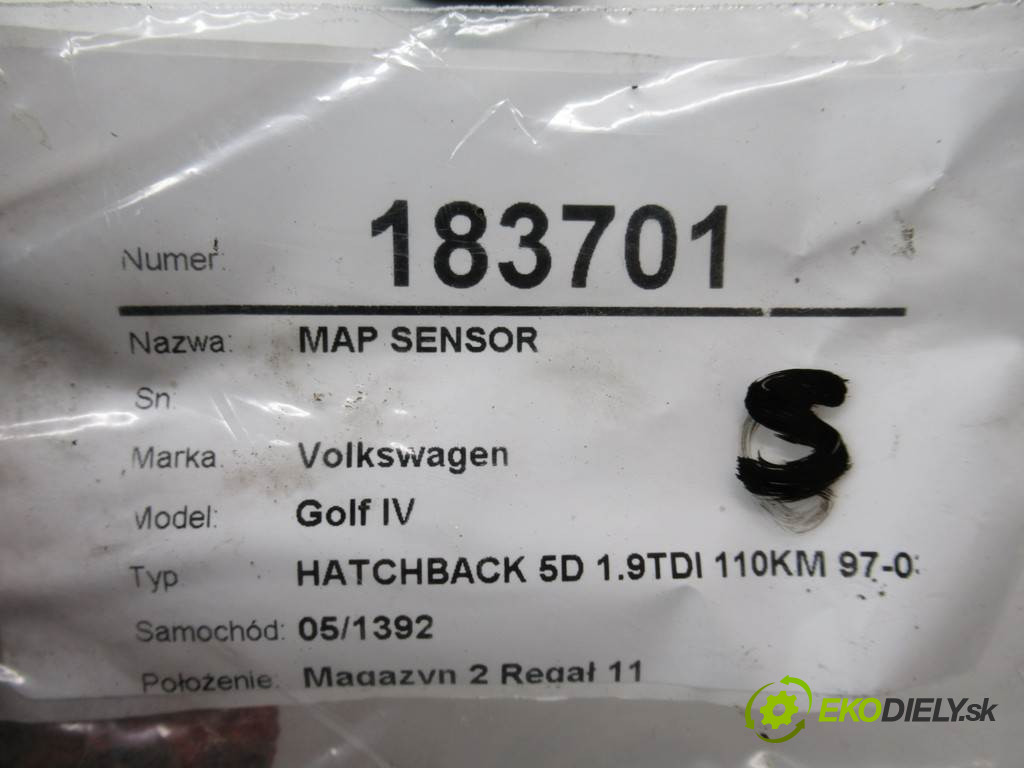 Numer: 183701
Nazwa: MAP SENSOR
Sn
Marka. Volkswagen
Model: Golf IV
Typ HATCHBACK 5D 1.9TDI 110KM 97-03
Samochód: 05/1392
Położenie: Magazyn 2 Regał 11
S
EKODIELY.sk